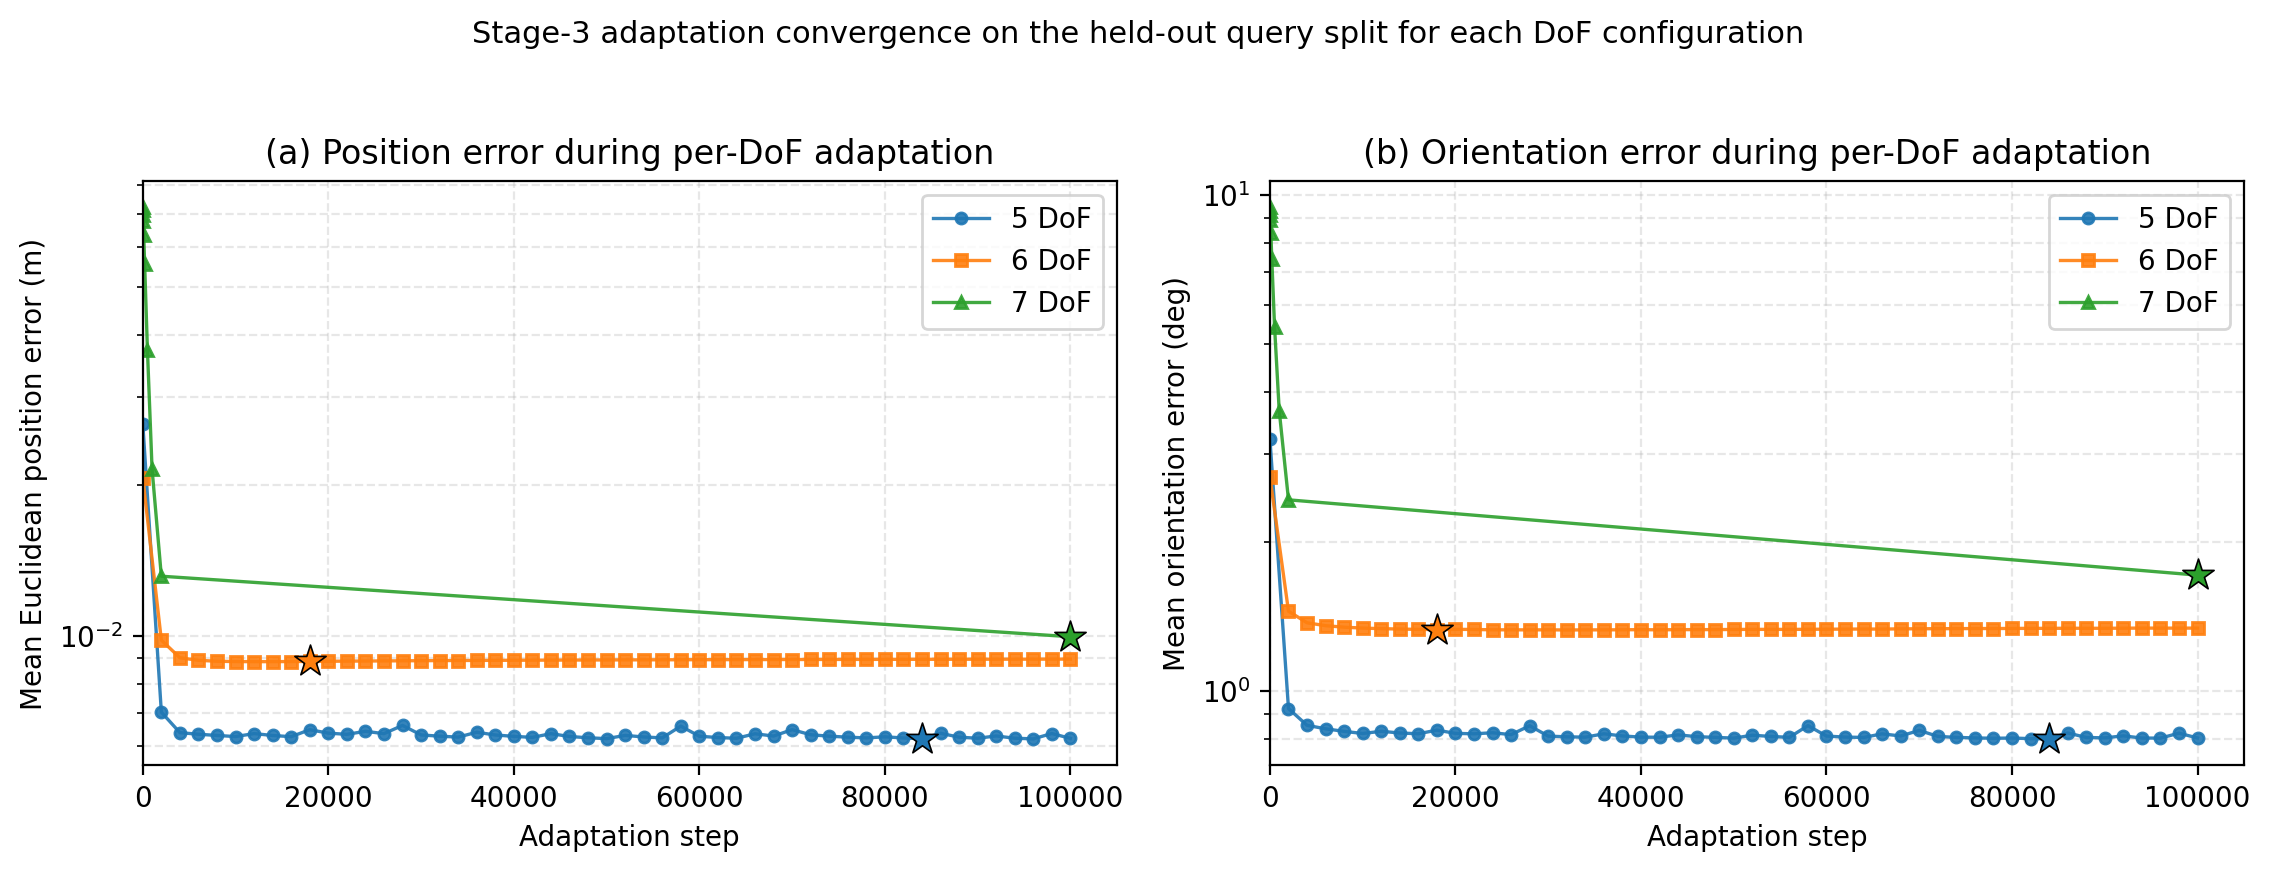 Stage-3 adaptation convergence on the held-out query split for each DoF configuration
(a) Position error during per-DoF adaptation
Mean Euclidean position error (m)
10⁻²
5 DoF
6 DoF
7 DoF
0 20000 40000 60000 80000 100000
Adaptation step
(b) Orientation error during per-DoF adaptation
Mean orientation error (deg)
10¹
10⁰
5 DoF
6 DoF
7 DoF
0 20000 40000 60000 80000 100000
Adaptation step